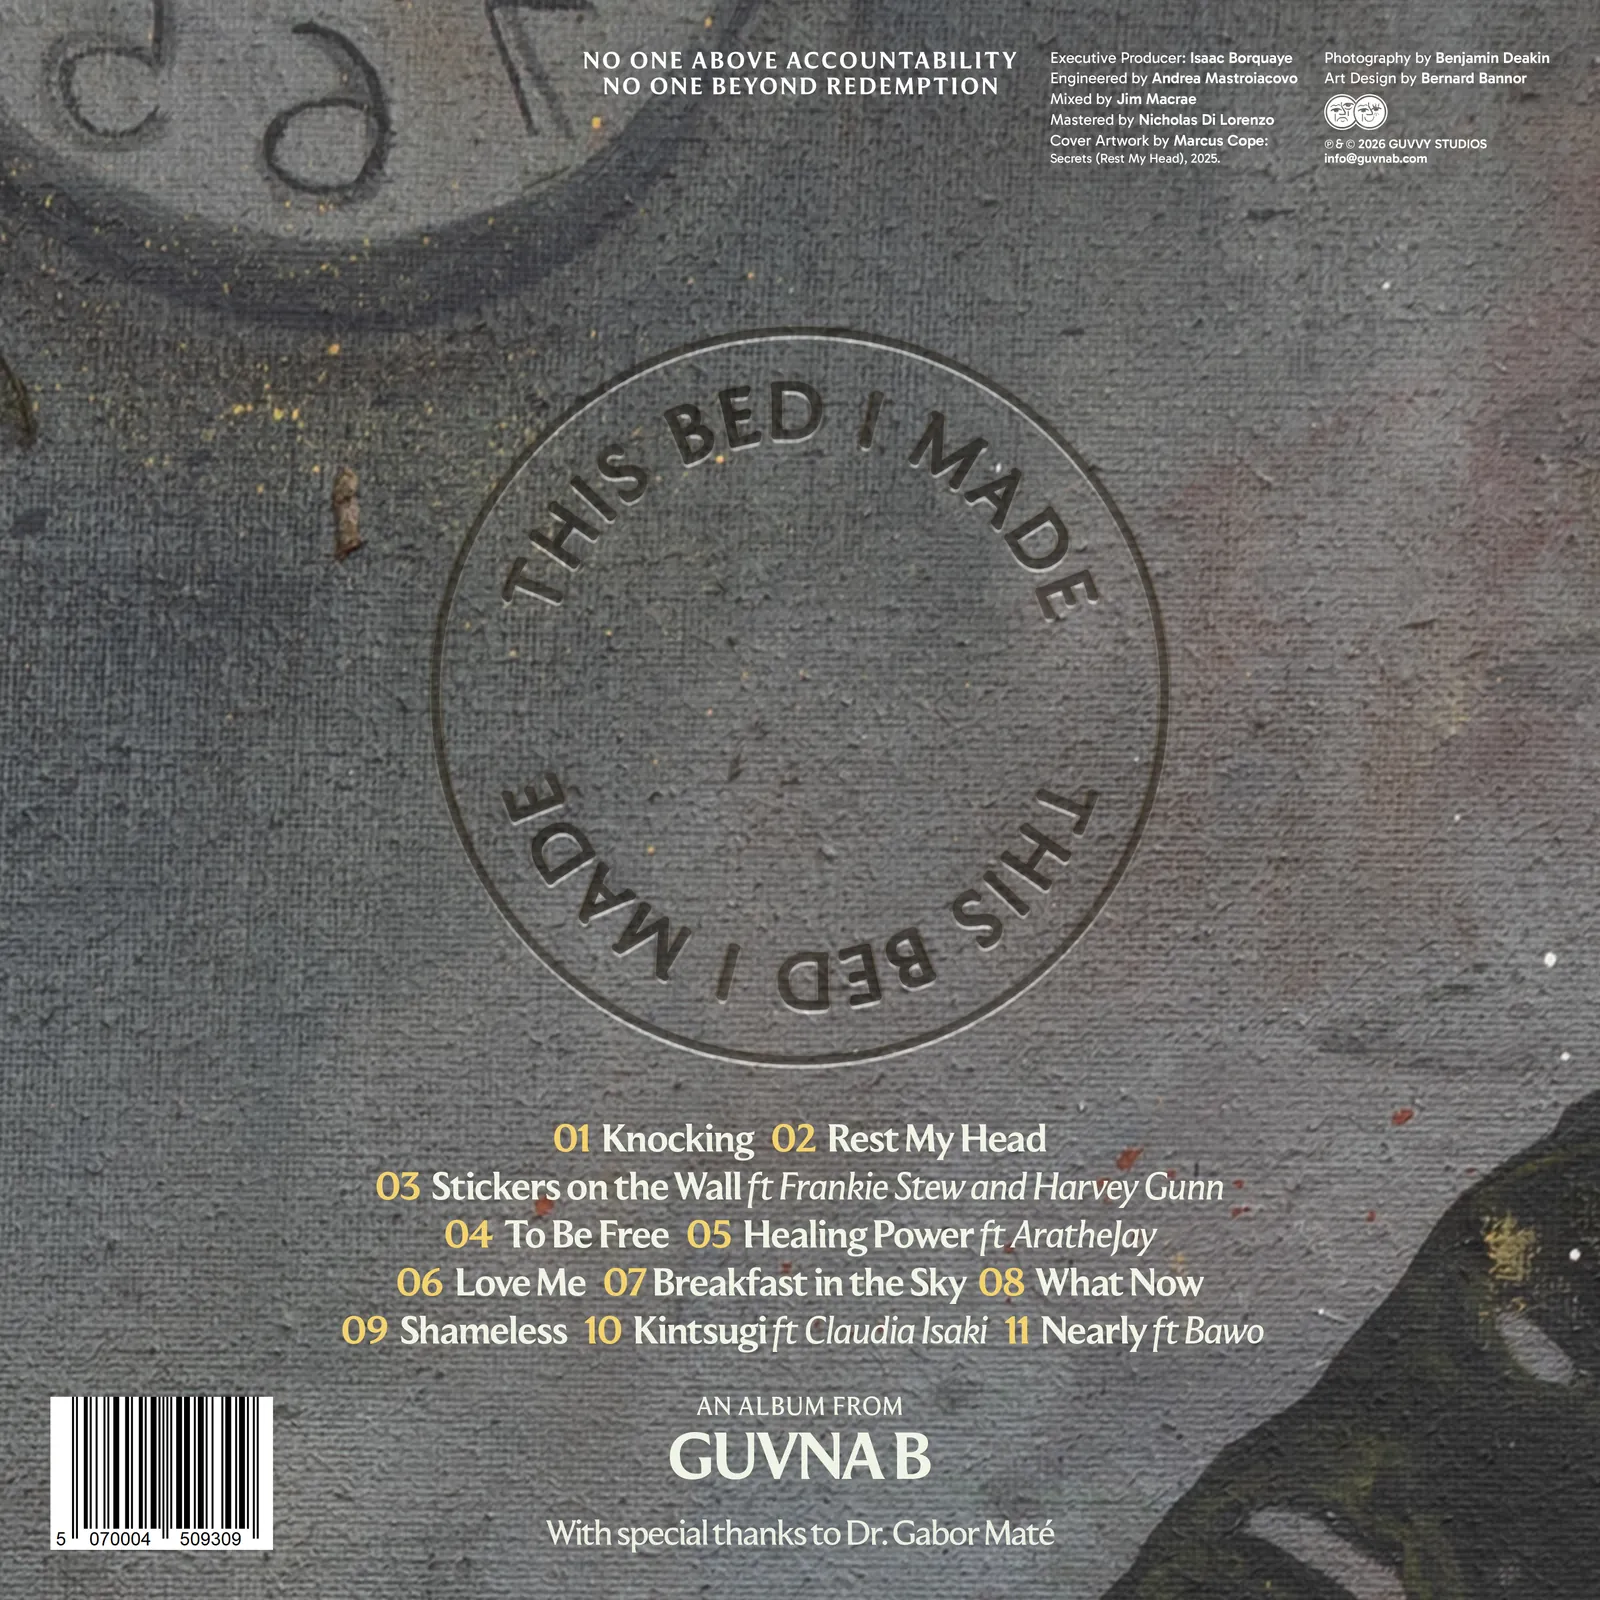 NO ONE ABOVE ACCOUNTABILITY
NO ONE BEYOND REDEMPTION
Executive Producer: Isaac Borquaye
Engineered by Andrea Mastroiacovo
Mixed by Jim Macrae
Mastered by Nicholas Di Lorenzo
Cover Artwork by Marcus Cope:
Secrets (Rest My Head), 2025.
Photography by Benjamin Deakin
Art Design by Bernard Bannor
℗ & © 2026 GUVVY STUDIOS
info@guvnab.com
THIS BED I MADE
THIS BED I MADE
01 Knocking 02 Rest My Head
03 Stickers on the Wall ft Frankie Stew and Harvey Gunn
04 To Be Free 05 Healing Power ft AratheJay
06 Love Me 07 Breakfast in the Sky 08 What Now
09 Shameless 10 Kintsugi ft Claudia Isaki 11 Nearly ft Bawo
AN ALBUM FROM
GUVNA B
With special thanks to Dr. Gabor Maté
5 070004 509309